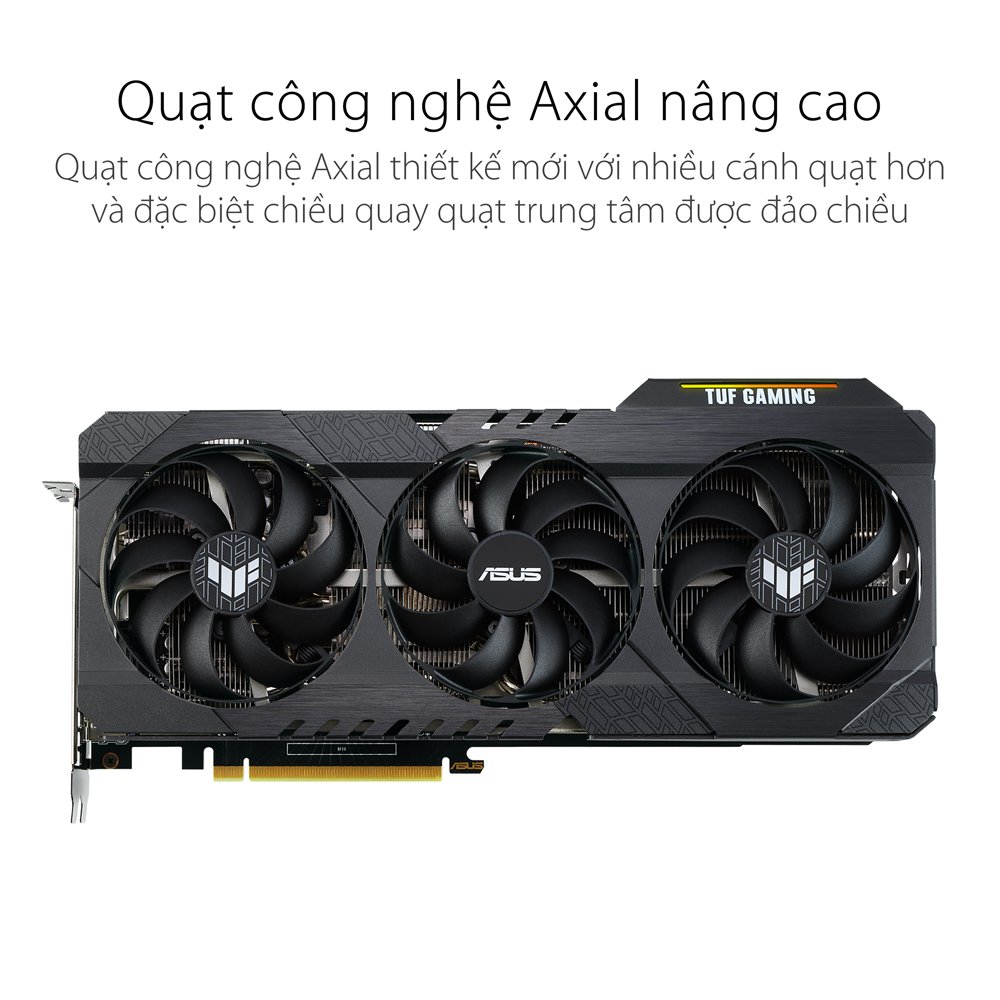 Quạt công nghệ Axial nâng cao
Quạt công nghệ Axial thiết kế mới với nhiều cánh quạt hơn
và đặc biệt chiều quay quạt trung tâm được đảo chiều
TUF GAMING
ASUS
ASUS